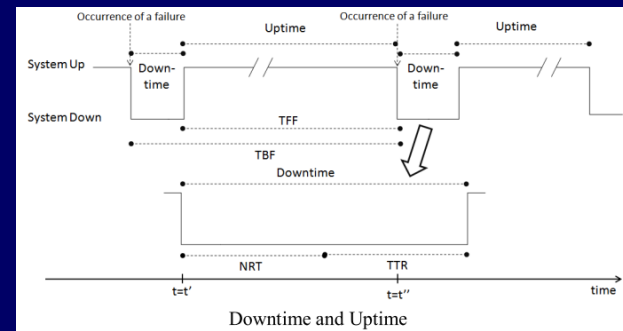 Occurrence of a failure
Occurrence of a failure
Uptime
Uptime
System Up
Down-
time
Down-
time
System Down
TFF
TBF
Downtime
NRT
TTR
time
t=t'
t=t''
Downtime and Uptime